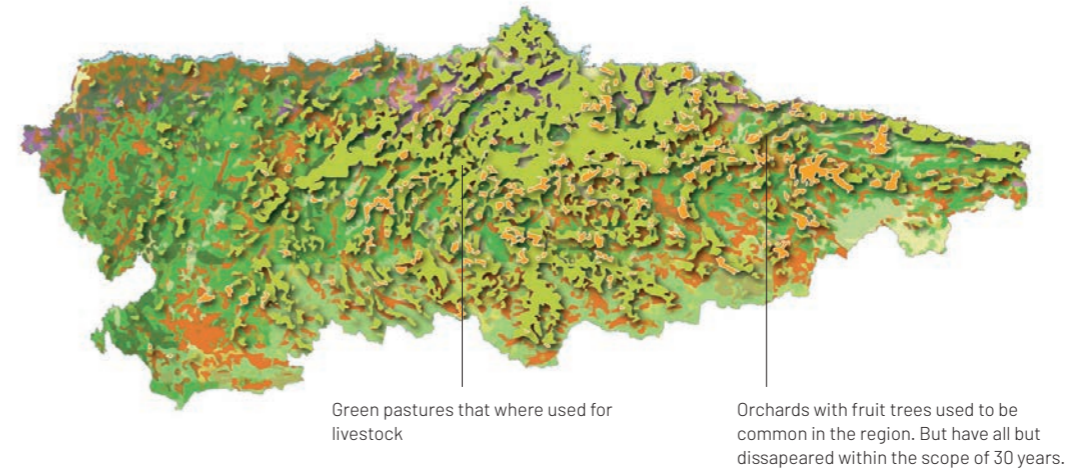 Green pastures that where used for
livestock
Orchards with fruit trees used to be
common in the region. But have all but
dissapeared within the scope of 30 years.